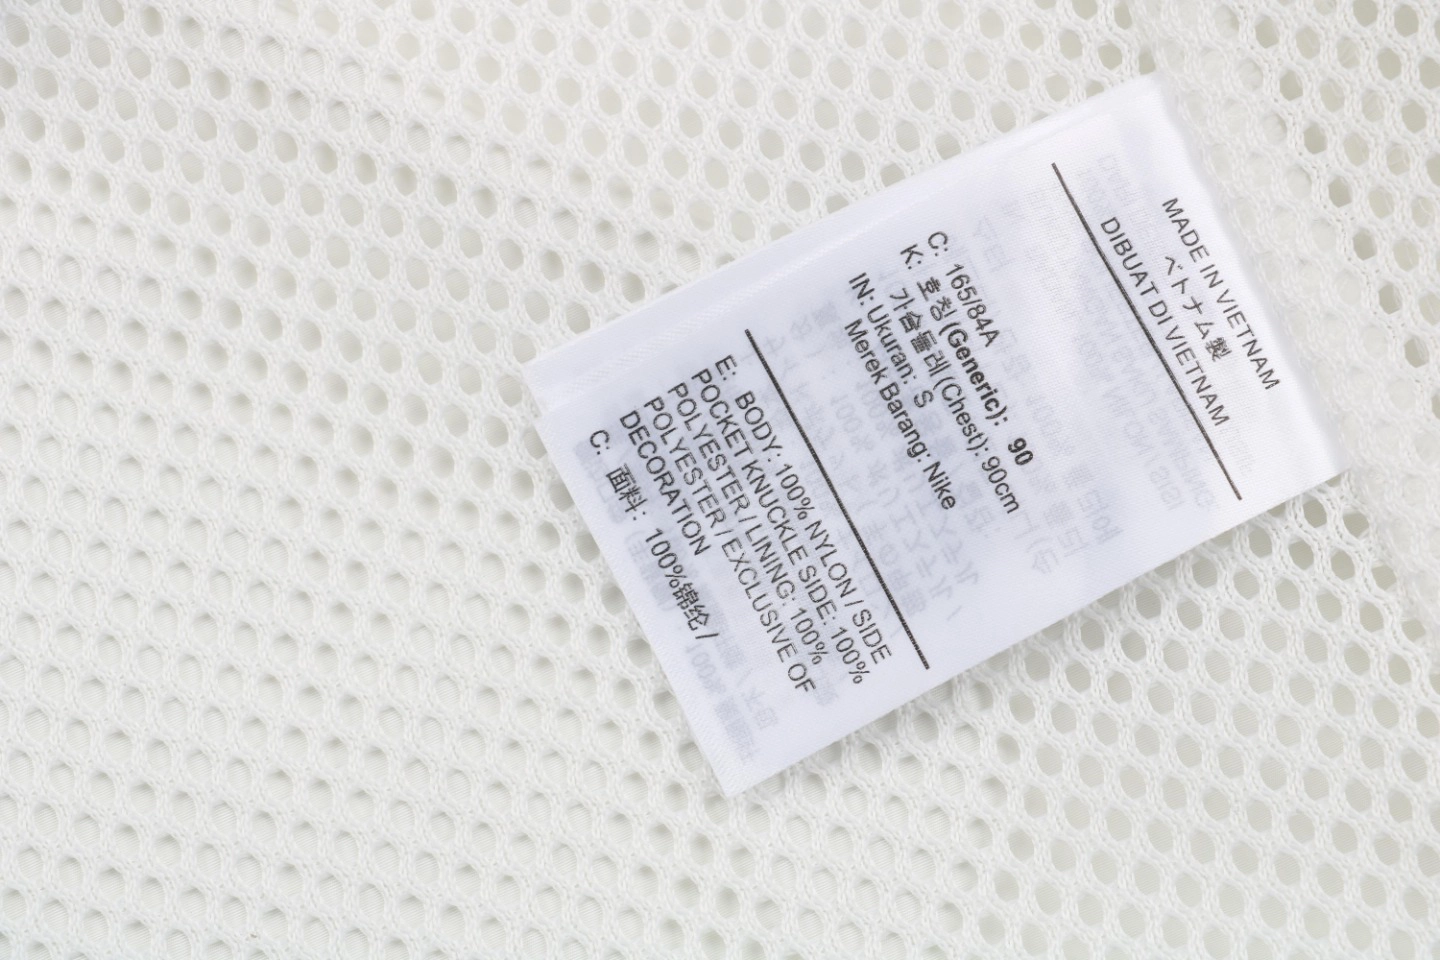 MADE IN VIETNAM
ベトナム製
DIBUAT DI VIETNAM
C: 165/84A
K: 호칭(Generic): 90
가슴둘레(Chest): 90cm
IN: Ukuran: S
Merek Barang: Nike
E: BODY: 100% NYLON / SIDE
POCKET KNUCKLE SIDE: 100%
POLYESTER / LINING: 100%
POLYESTER / EXCLUSIVE OF
DECORATION
C: 面料: 100%锦纶 /